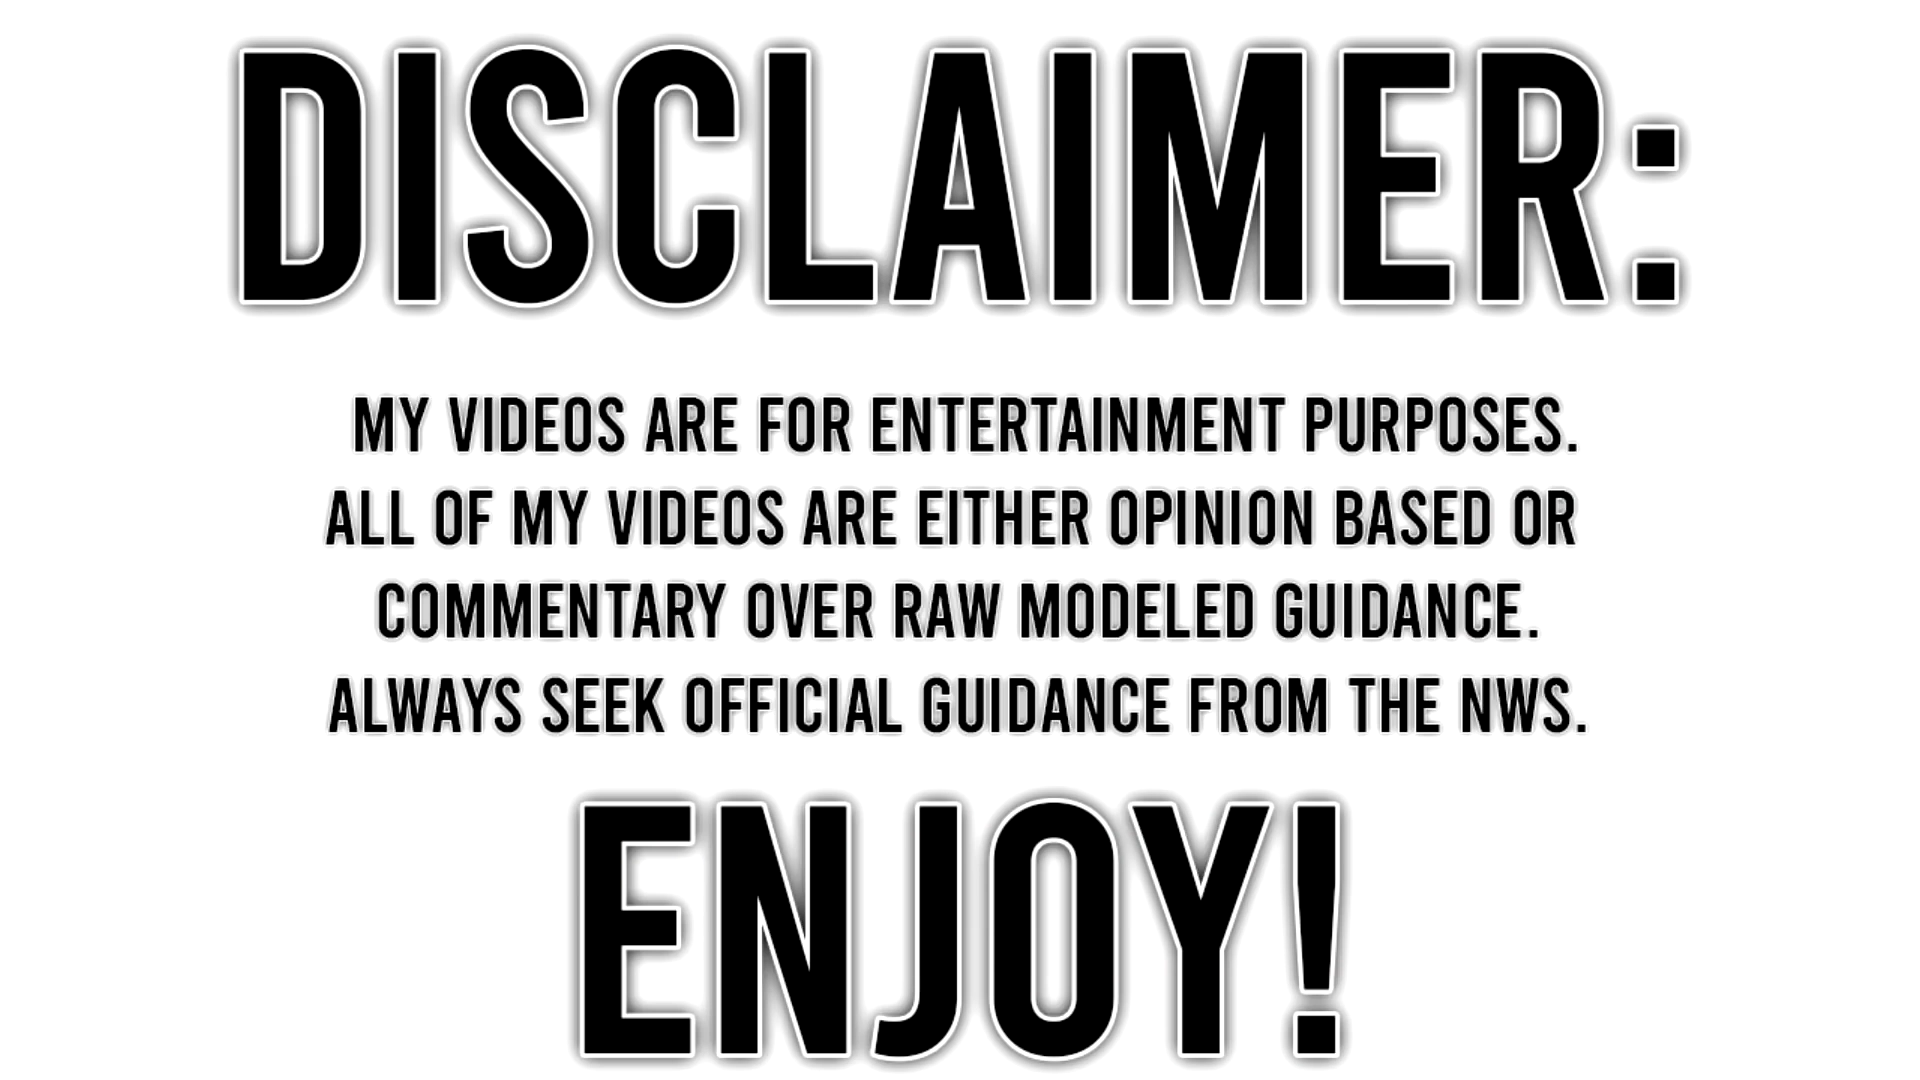 DISCLAIMER:
MY VIDEOS ARE FOR ENTERTAINMENT PURPOSES.
ALL OF MY VIDEOS ARE EITHER OPINION BASED OR
COMMENTARY OVER RAW MODELED GUIDANCE.
ALWAYS SEEK OFFICIAL GUIDANCE FROM THE NWS.
ENJOY!